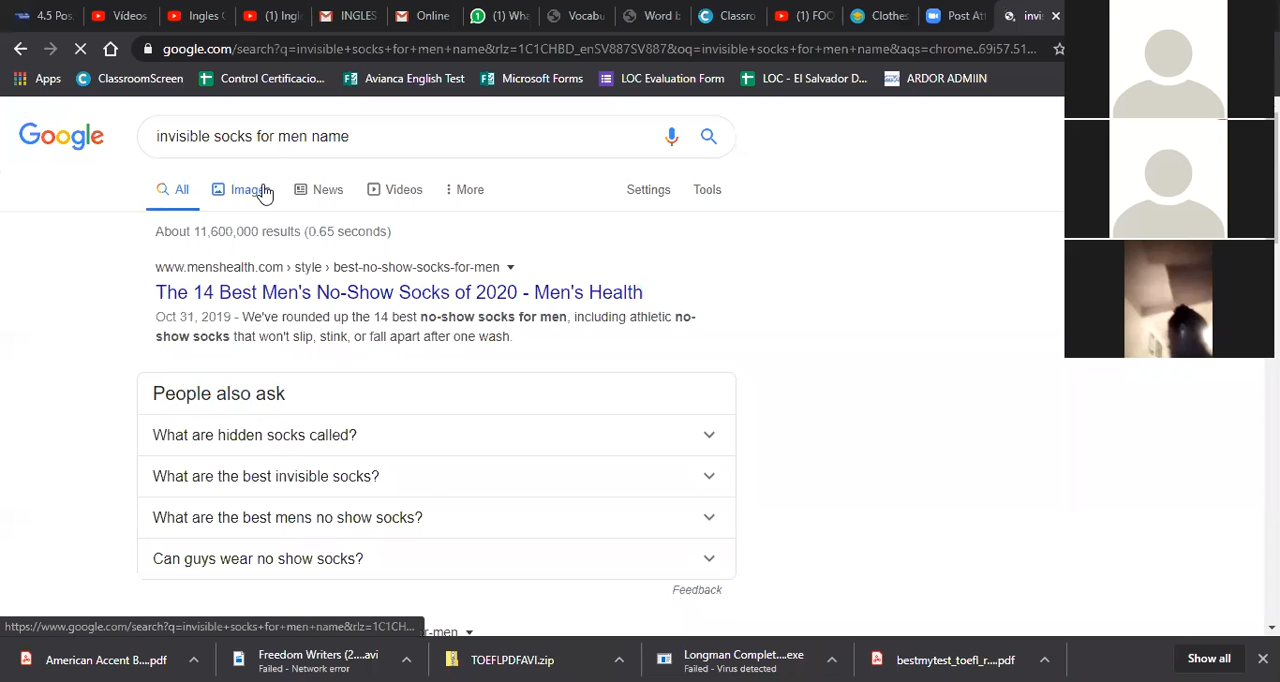 4.5 Pos
Vídeos
Ingles (
(1) Ingl
INGLES
Online
(1) Wha
Vocabu
Word b
Classro
(1) FOO
Clothe
Post At
invi
google.com/search?q=invisible+socks+for+men+name&rlz=1C1CHBD_enSV887SV887&oq=invisible+socks+for+men+name&aqs=chrome..69i57.51...
Apps
ClassroomScreen
Control Certificacio...
Avianca English Test
Microsoft Forms
LOC Evaluation Form
LOC - El Salvador D...
ARDOR ADMIIN
Google
invisible socks for men name
All
Images
News
Videos
More
Settings
Tools
About 11,600,000 results (0.65 seconds)
www.menshealth.com › style › best-no-show-socks-for-men
The 14 Best Men's No-Show Socks of 2020 - Men's Health
Oct 31, 2019 - We've rounded up the 14 best no-show socks for men, including athletic no-
show socks that won't slip, stink, or fall apart after one wash.
People also ask
What are hidden socks called?
What are the best invisible socks?
What are the best mens no show socks?
Can guys wear no show socks?
Feedback
https://www.google.com/search?q=invisible+socks+for+men+name&rlz=1C1CH...
r-men
American Accent B....pdf
Freedom Writers (2....avi
Failed - Network error
TOEFLPDFAVI.zip
Longman Complet....exe
Failed - Virus detected
bestmytest_toefl_r....pdf
Show all